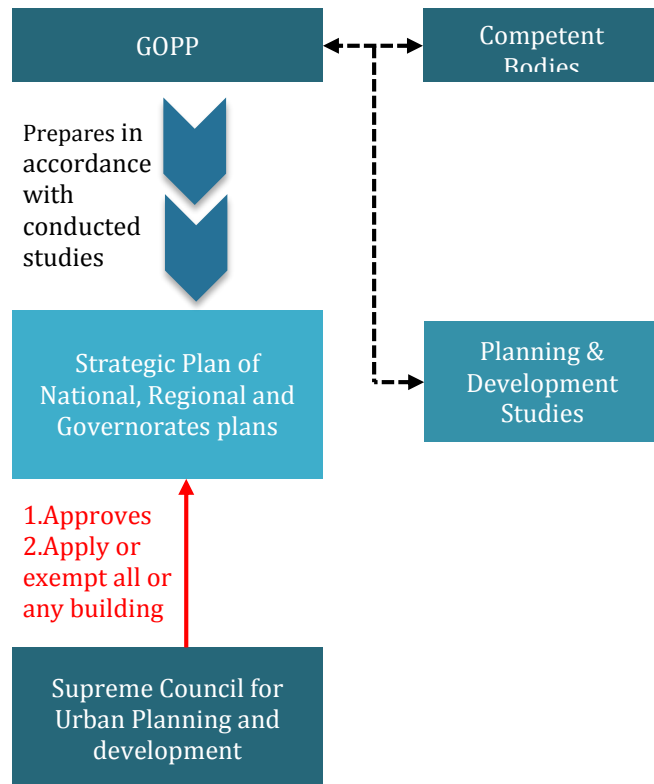 GOPP
Competent
Bodies
Prepares in
accordance
with
conducted
studies
Strategic Plan of
National, Regional and
Governorates plans
Planning &
Development
Studies
1.Approves
2.Apply or
exempt all or
any building
Supreme Council for
Urban Planning and
development